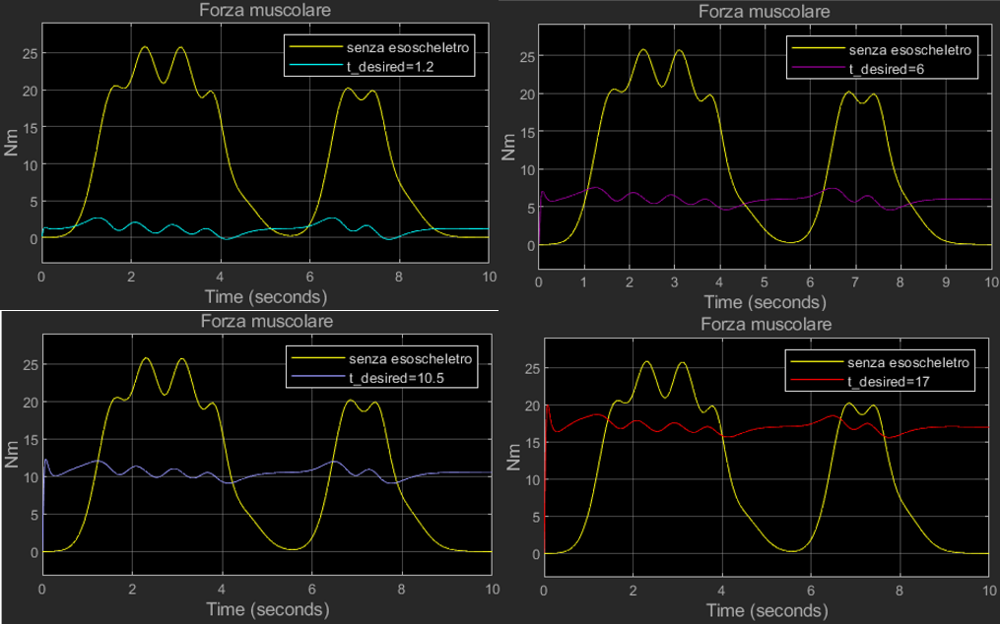 Forza muscolare
senza esoscheletro
t_desired=1.2
Nm
25
20
15
10
5
0
0 2 4 6 8 10
Time (seconds)
Forza muscolare
senza esoscheletro
t_desired=6
Nm
25
20
15
10
5
0
0 1 2 3 4 5 6 7 8 9 10
Time (seconds)
Forza muscolare
senza esoscheletro
t_desired=10.5
Nm
25
20
15
10
5
0
0 2 4 6 8 10
Time (seconds)
Forza muscolare
senza esoscheletro
t_desired=17
Nm
25
20
15
10
5
0
0 2 4 6 8 10
Time (seconds)